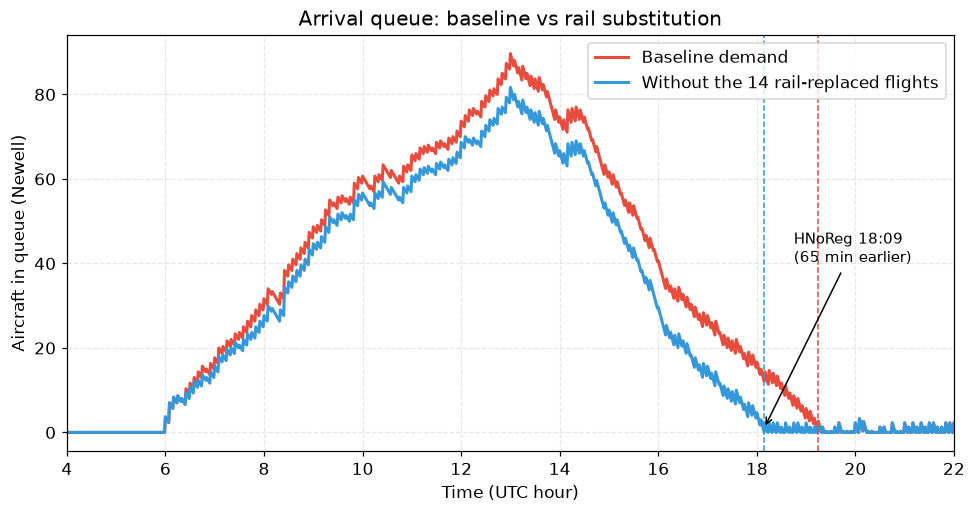 Arrival queue: baseline vs rail substitution
Baseline demand
Without the 14 rail-replaced flights
Aircraft in queue (Newell)
80
60
40
20
0
HNoReg 18:09
(65 min earlier)
4 6 8 10 12 14 16 18 20 22
Time (UTC hour)